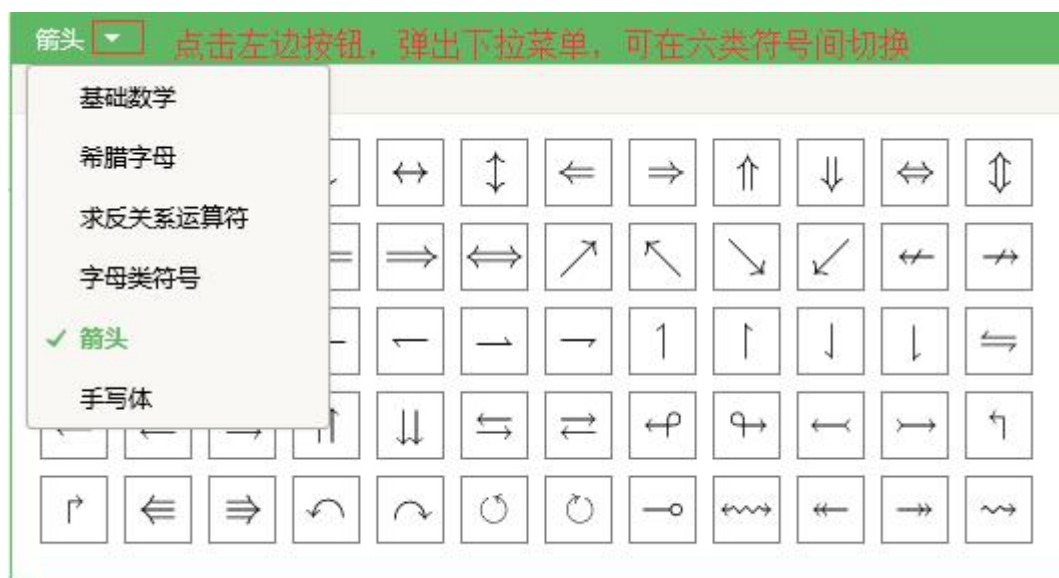 箭头 点击左边按钮，弹出下拉菜单，可在六类符号间切换
基础数学
希腊字母
求反关系运算符
字母类符号
✓ 箭头
手写体
↔ ↕ ⇐ ⇒ ⇑ ⇓ ⇔ ⇕
⟹ ⟺ ↗ ↖ ↘ ↙ ↚ ↛
↽ ⇀ ⇁ ↿ ↾ ⇃ ⇂ ⇋
⇊ ⇆ ⇄ ↫ ↬ ↢ ↣ ↰
↱ ⇚ ⇛ ↶ ↷ ↺ ↻ ⊸ ↭ ↞ ↠ ⇝